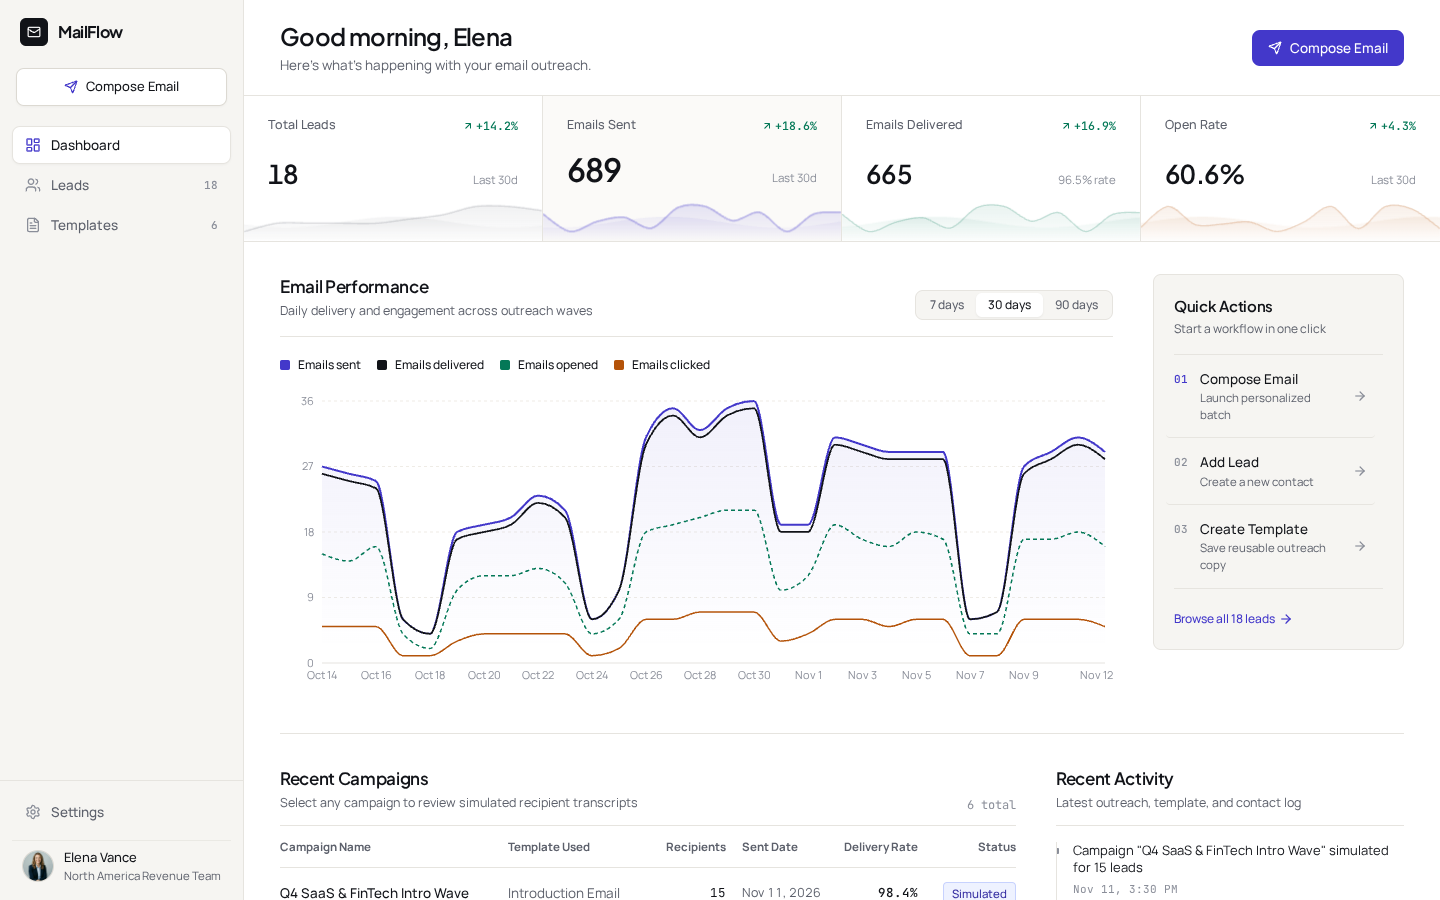 MailFlow
Compose Email
Dashboard
Leads 18
Templates 6
Settings
Elena Vance
North America Revenue Team
Good morning, Elena
Here's what's happening with your email outreach.
Compose Email
Total Leads +14.2%
18 Last 30d
Emails Sent +18.6%
689 Last 30d
Emails Delivered +16.9%
665 96.5% rate
Open Rate +4.3%
60.6% Last 30d
Email Performance
Daily delivery and engagement across outreach waves
7 days 30 days 90 days
Emails sent Emails delivered Emails opened Emails clicked
36
27
18
9
0
Oct 14 Oct 16 Oct 18 Oct 20 Oct 22 Oct 24 Oct 26 Oct 28 Oct 30 Nov 1 Nov 3 Nov 5 Nov 7 Nov 9 Nov 12
Quick Actions
Start a workflow in one click
01 Compose Email
Launch personalized
batch
02 Add Lead
Create a new contact
03 Create Template
Save reusable outreach
copy
Browse all 18 leads
Recent Campaigns
Select any campaign to review simulated recipient transcripts
6 total
Campaign Name Template Used Recipients Sent Date Delivery Rate Status
Q4 SaaS & FinTech Intro Wave Introduction Email 15 Nov 11, 2026 98.4% Simulated
Recent Activity
Latest outreach, template, and contact log
Campaign "Q4 SaaS & FinTech Intro Wave" simulated
for 15 leads
Nov 11, 3:30 PM